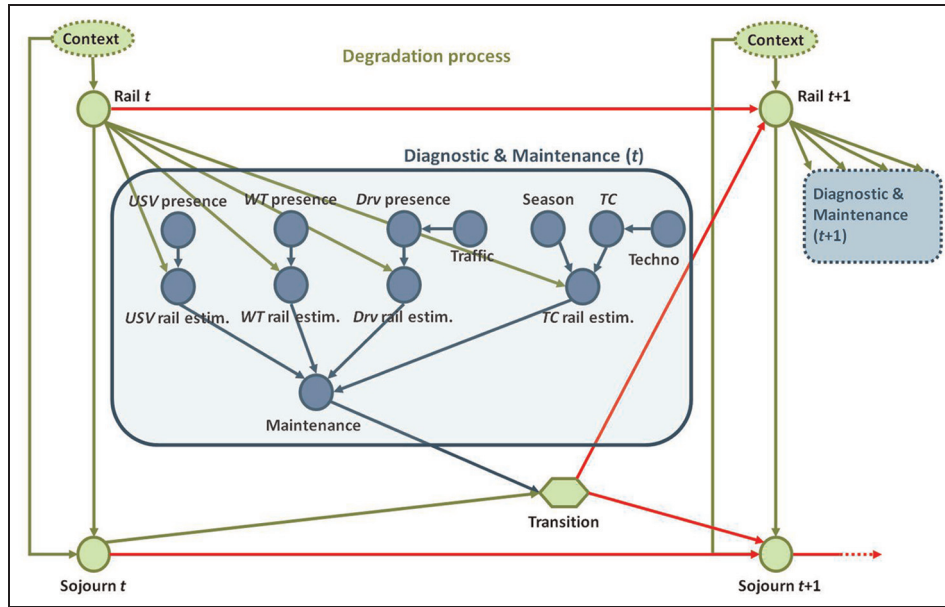 Context
Context
Degradation process
Rail t
Rail t+1
Diagnostic & Maintenance (t)
USV presence
WT presence
Drv presence
Season
TC
Diagnostic &
Maintenance
(t+1)
Traffic
Techno
USV rail estim.
WT rail estim.
Drv rail estim.
TC rail estim.
Maintenance
Transition
Sojourn t
Sojourn t+1